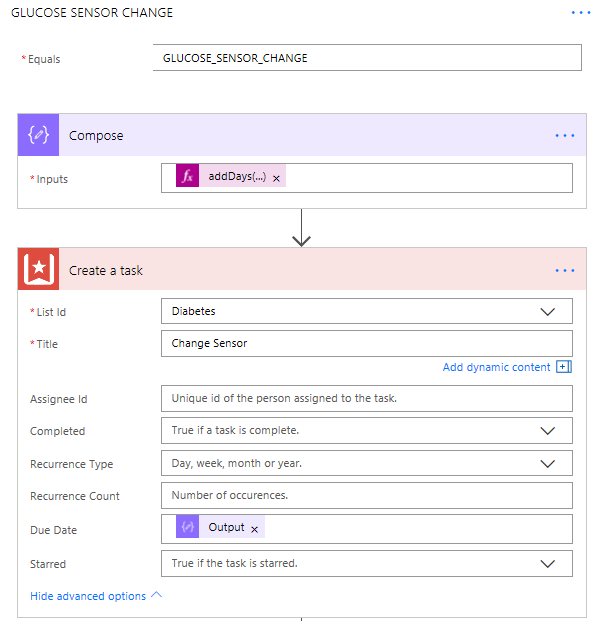 GLUCOSE SENSOR CHANGE
* Equals GLUCOSE_SENSOR_CHANGE
Compose
* Inputs fx addDays(...) x
Create a task
* List Id Diabetes
* Title Change Sensor
Add dynamic content
Assignee Id Unique id of the person assigned to the task.
Completed True if a task is complete.
Recurrence Type Day, week, month or year.
Recurrence Count Number of occurences.
Due Date Output x
Starred True if the task is starred.
Hide advanced options